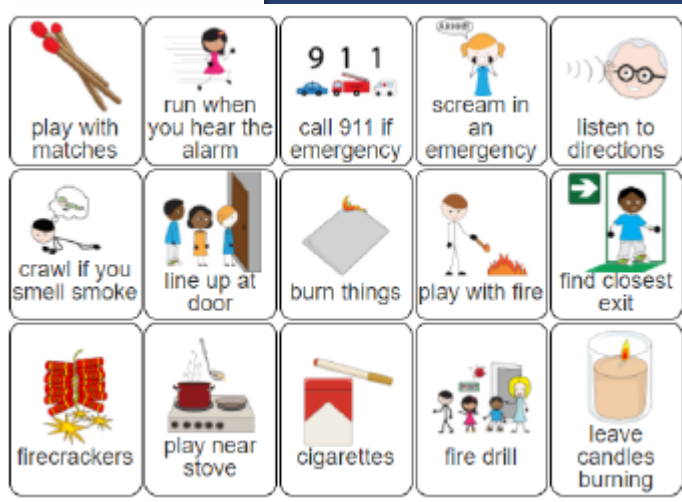 play with
matches
run when
you hear the
alarm
9 1 1
call 911 if
emergency
scream in
an
emergency
listen to
directions
crawl if you
smell smoke
line up at
door
burn things
play with fire
find closest
exit
firecrackers
play near
stove
cigarettes
fire drill
leave
candles
burning